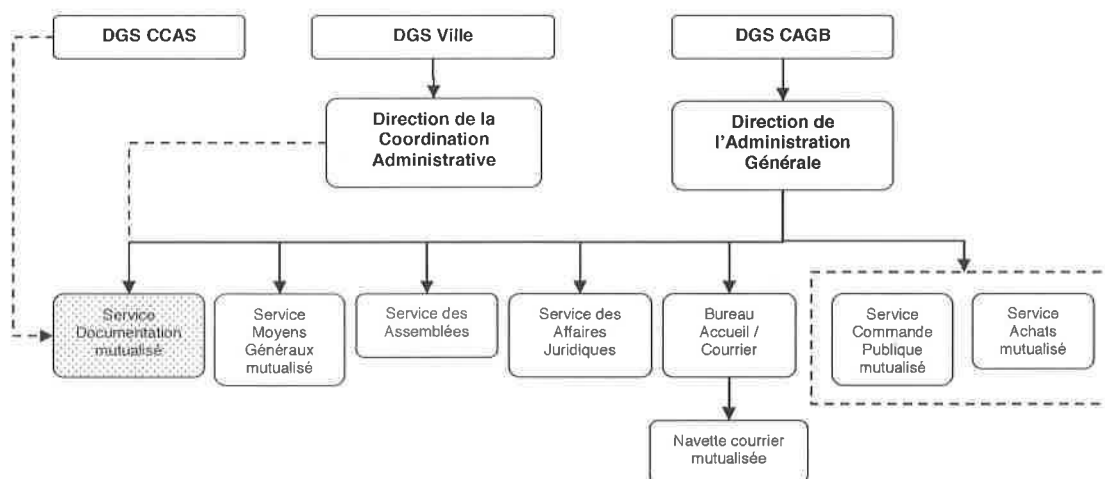 DGS CCAS
DGS Ville
DGS CAGB
Direction de la
Coordination
Administrative
Direction de
l'Administration
Générale
Service
Documentation
mutualisé
Service
Moyens
Généraux
mutualisé
Service des
Assemblées
Service des
Affaires
Juridiques
Bureau
Accueil /
Courrier
Service
Commande
Publique
mutualisé
Service
Achats
mutualisé
Navette courrier
mutualisée